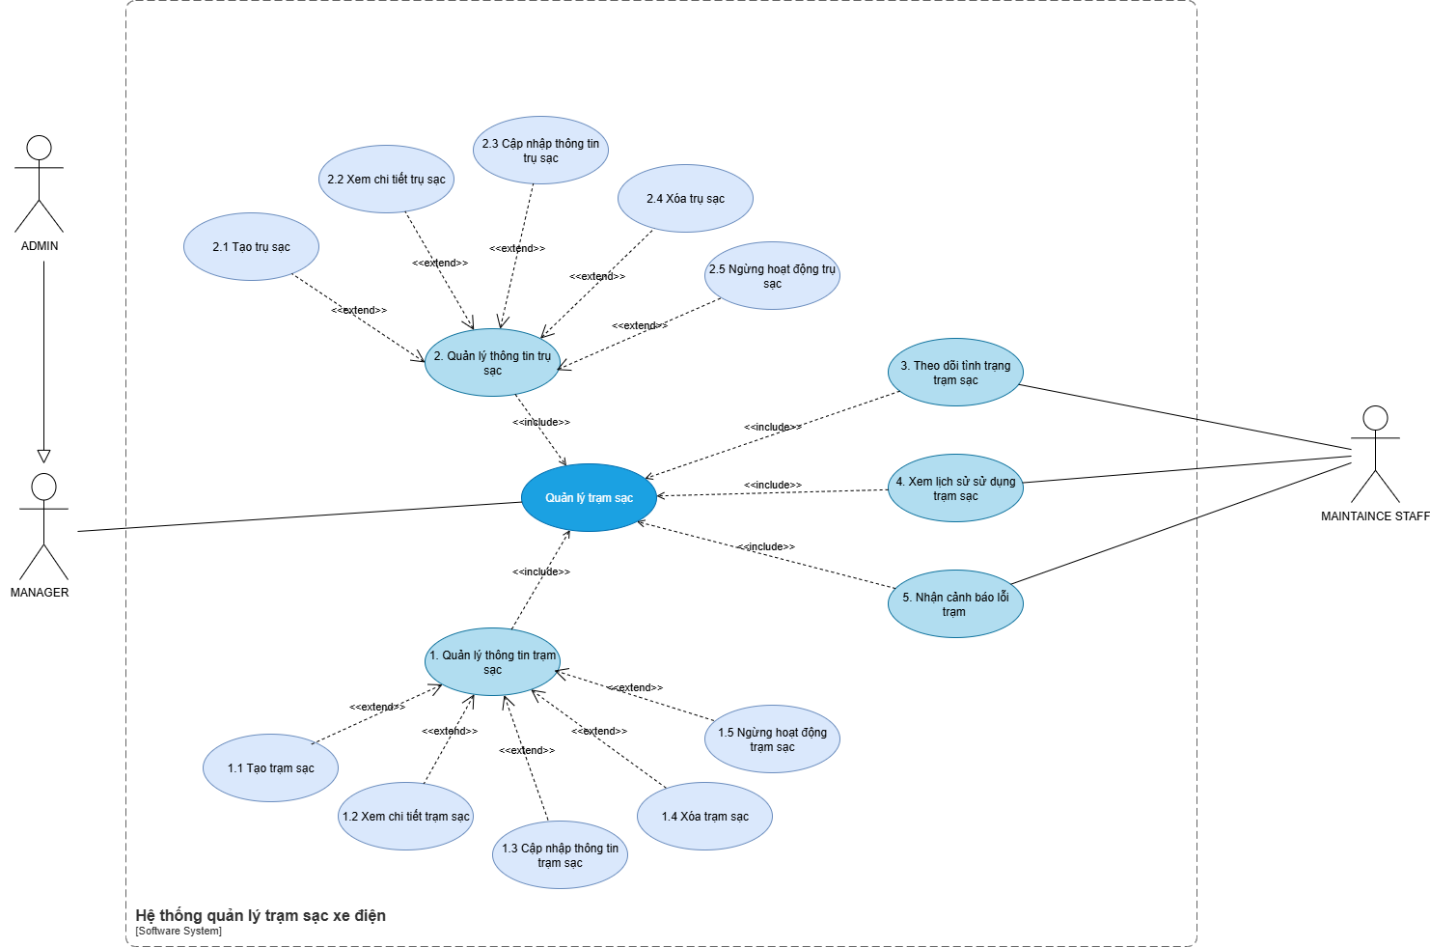 2.3 Cập nhập thông tin
trụ sạc
2.2 Xem chi tiết trụ sạc
2.4 Xóa trụ sạc
2.1 Tạo trụ sạc
ADMIN
<<extend>>
<<extend>>
<<extend>>
2.5 Ngừng hoạt động trụ
sạc
<<extend>>
<<extend>>
2. Quản lý thông tin trụ
sạc
3. Theo dõi tình trạng
trạm sạc
<<include>>
<<include>>
4. Xem lịch sử sử dụng
trạm sạc
<<include>>
Quản lý trạm sạc
MAINTAINCE STAFF
<<include>>
<<include>>
MANAGER
5. Nhận cảnh báo lỗi
trạm
1. Quản lý thông tin trạm
sạc
<<extend>>
<<extend>>
<<extend>>
<<extend>>
<<extend>>
1.5 Ngừng hoạt động
trạm sạc
1.1 Tạo trạm sạc
1.2 Xem chi tiết trạm sạc
1.4 Xóa trạm sạc
1.3 Cập nhập thông tin
trạm sạc
Hệ thống quản lý trạm sạc xe điện
[Software System]